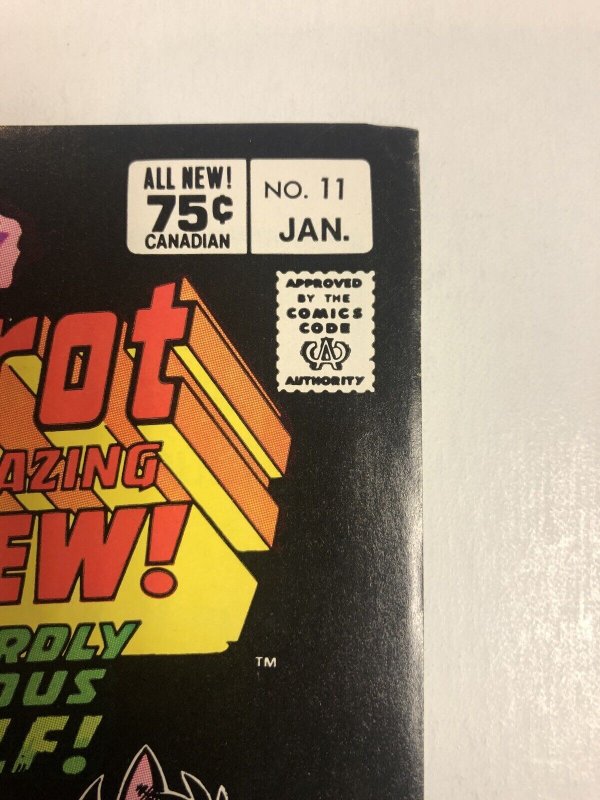 ALL NEW!
75¢
CANADIAN
NO. 11
JAN.
APPROVED
BY THE
COMICS
CODE
CA
AUTHORITY
rot
AZING
EW!
TM
RDLY
OUS
LF!